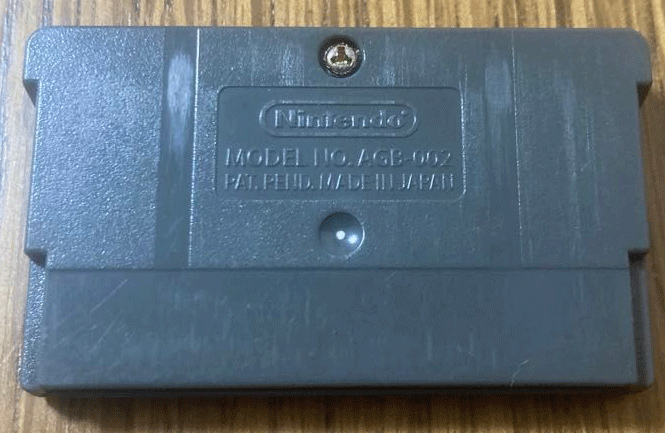 Nintendo
MODEL NO. AGB-002
PAT. PEND. MADE IN JAPAN